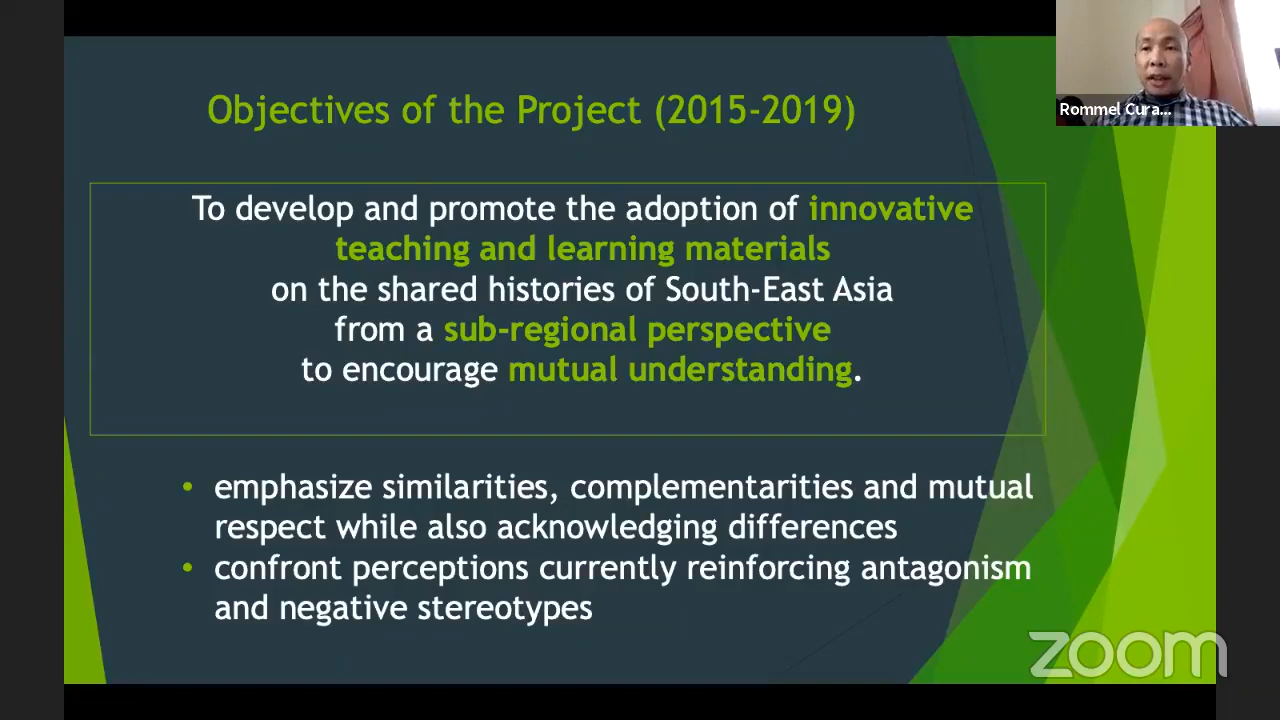 Objectives of the Project (2015-2019)
To develop and promote the adoption of innovative
teaching and learning materials
on the shared histories of South-East Asia
from a sub-regional perspective
to encourage mutual understanding.
• emphasize similarities, complementarities and mutual
respect while also acknowledging differences
• confront perceptions currently reinforcing antagonism
and negative stereotypes
Rommel Cura...
zoom